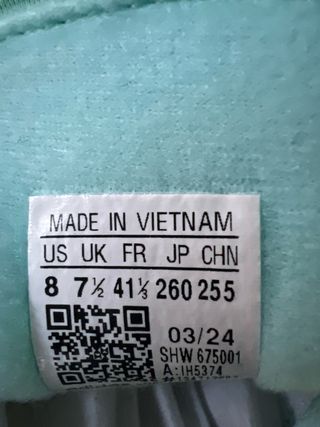 MADE IN VIETNAM
US UK FR JP CHN
8 7½ 41⅓ 260 255
03/24
SHW 675001
A:IH5374